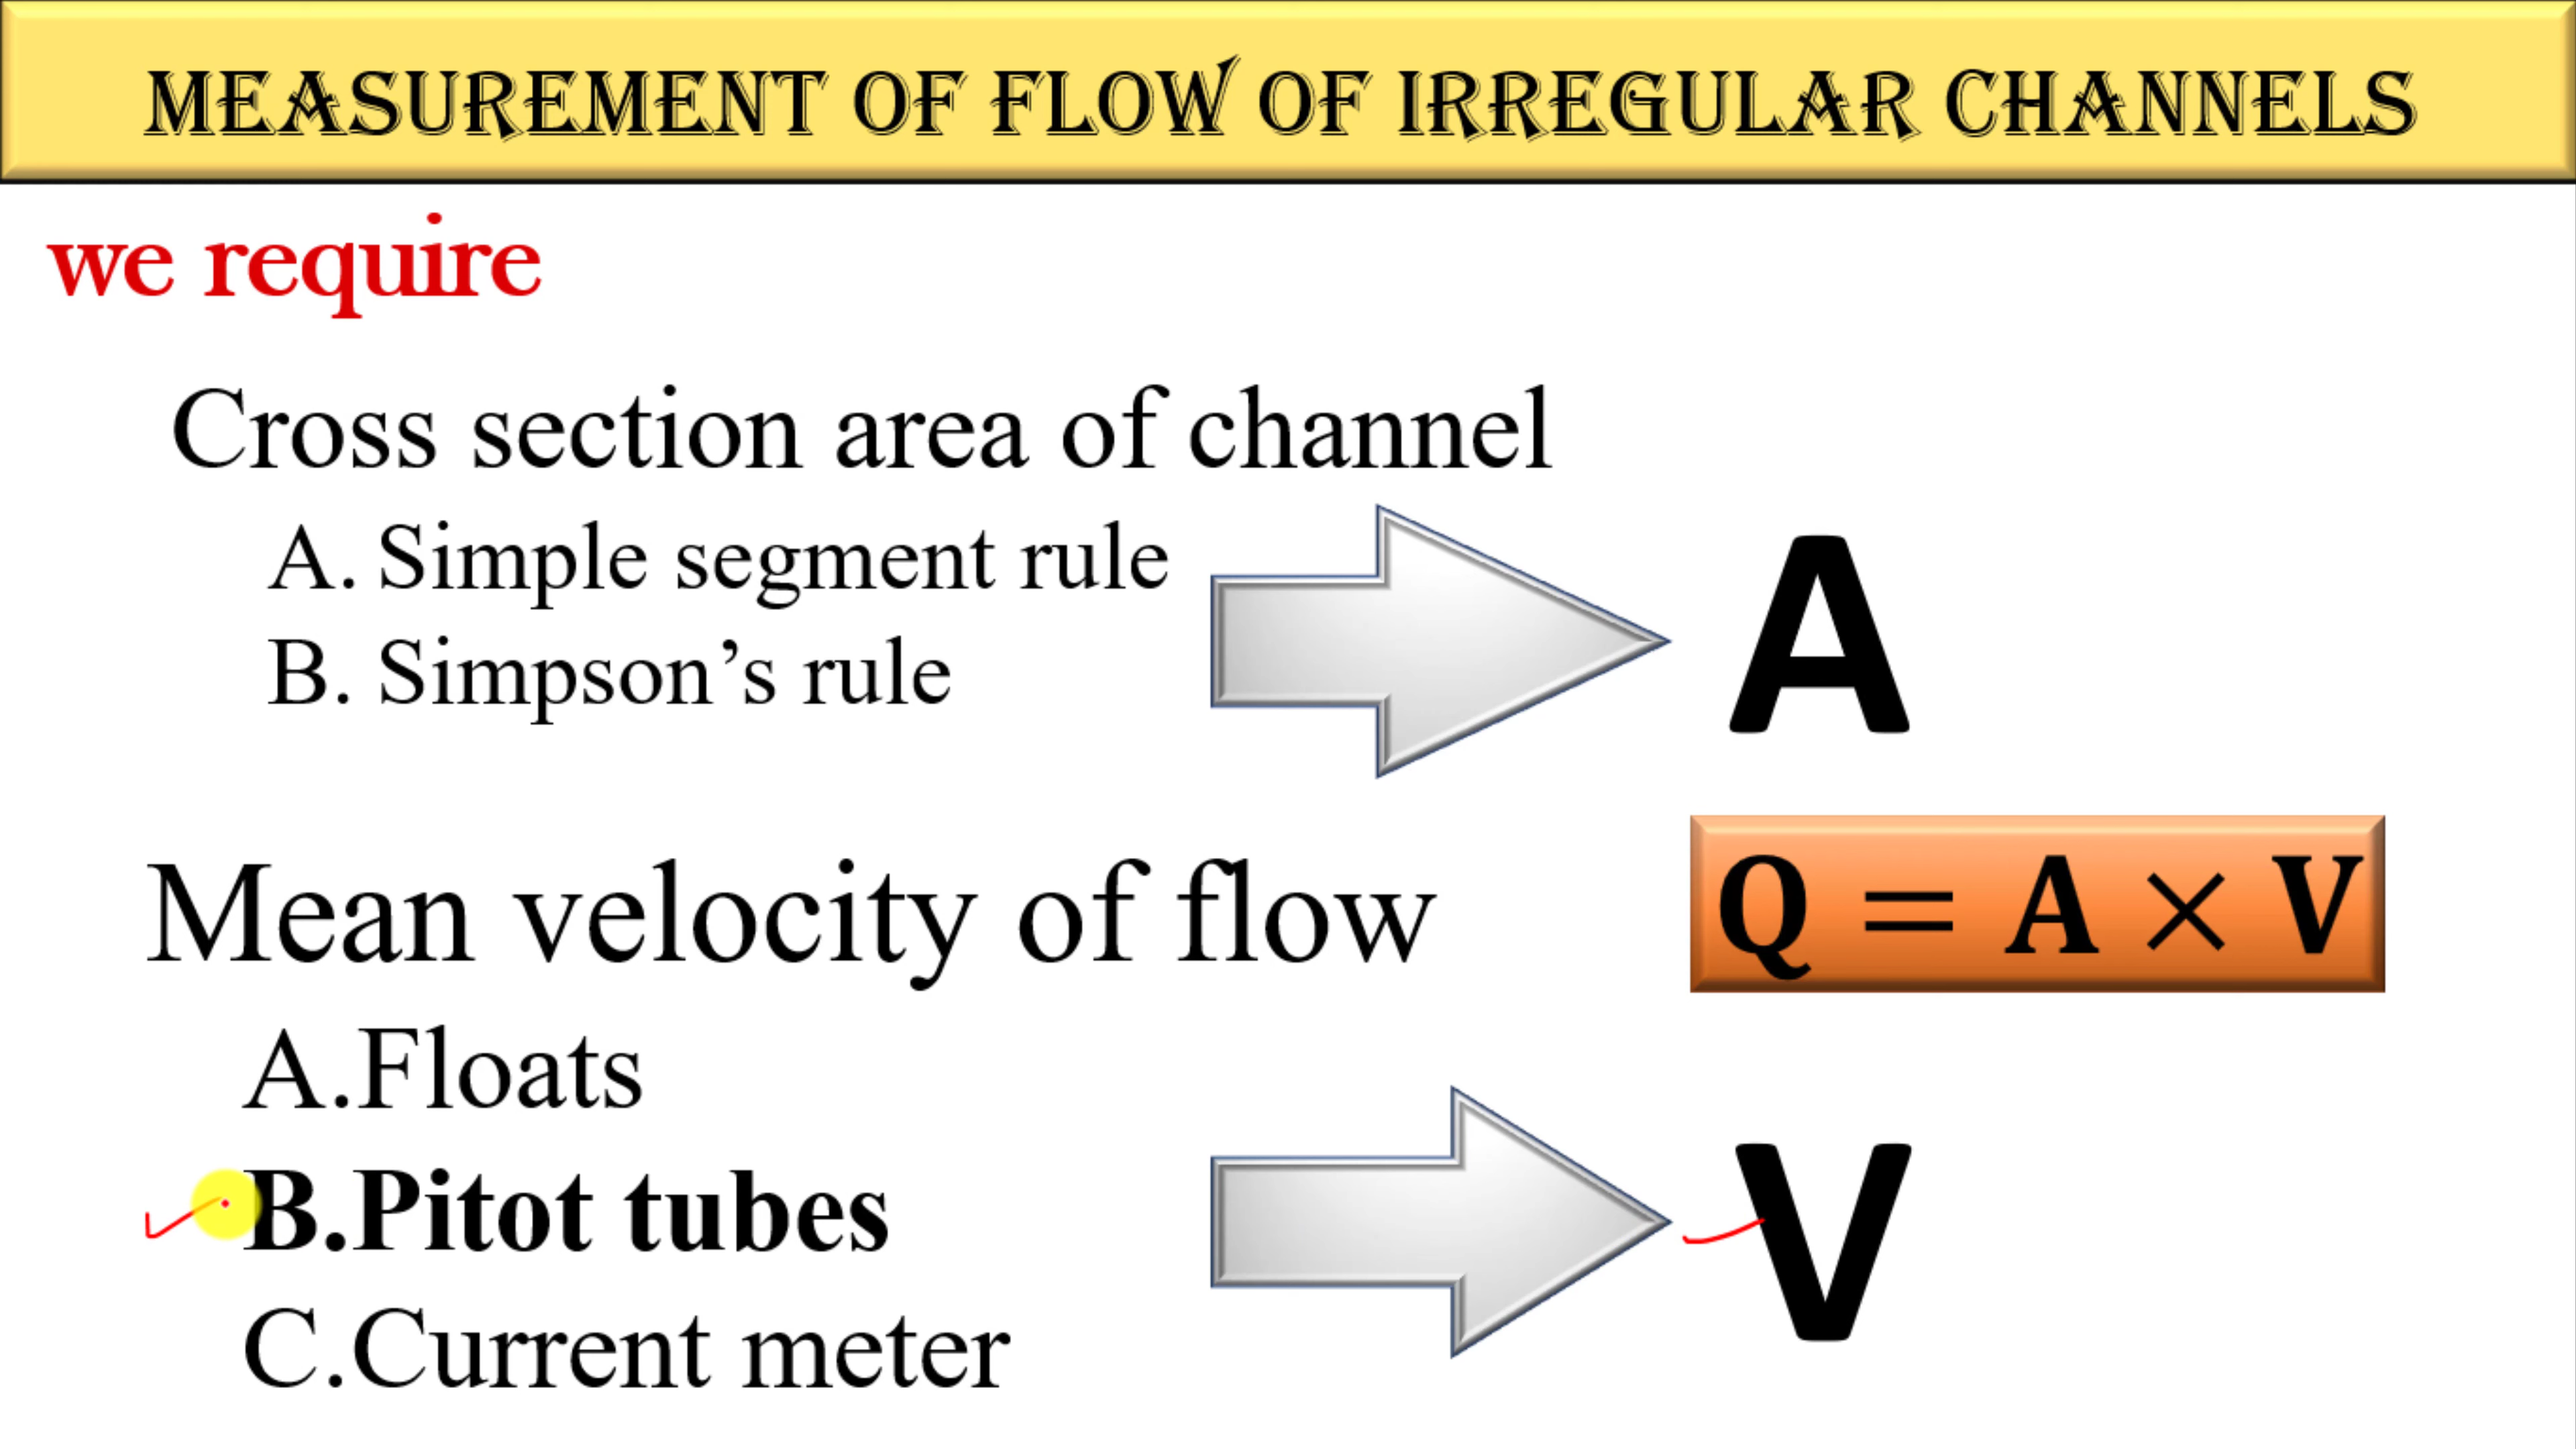 MEASUREMENT OF FLOW OF IRREGULAR CHANNELS
we require
Cross section area of channel
A. Simple segment rule
B. Simpson’s rule
A
Mean velocity of flow
Q = A × V
A.Floats
B.Pitot tubes
C.Current meter
V